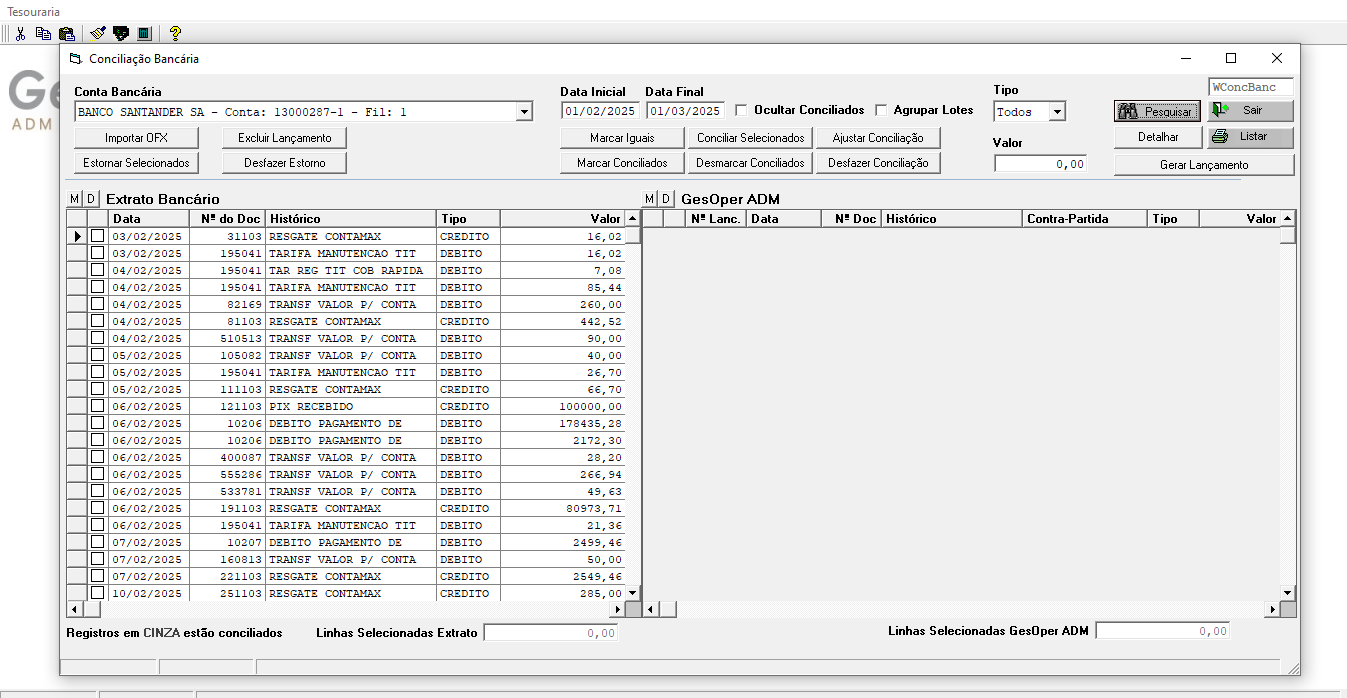 Tesouraria
Ge
ADM
Conciliação Bancária
WConcBanc
Conta Bancária
BANCO SANTANDER SA - Conta: 13000287-1 - Fil: 1
Data Inicial Data Final
01/02/2025 01/03/2025 Ocultar Conciliados Agrupar Lotes
Tipo
Todos
Pesquisar Sair
Importar OFX Excluir Lançamento Marcar Iguais Conciliar Selecionados Ajustar Conciliação
Detalhar Listar
Valor
0,00
Estornar Selecionados Desfazer Estorno Marcar Conciliados Desmarcar Conciliados Desfazer Conciliação
Gerar Lançamento
M D Extrato Bancário
Data Nº do Doc Histórico Tipo Valor
03/02/2025 31103 RESGATE CONTAMAX CREDITO 16,02
03/02/2025 195041 TARIFA MANUTENCAO TIT DEBITO 16,02
04/02/2025 195041 TAR REG TIT COB RAPIDA DEBITO 7,08
04/02/2025 195041 TARIFA MANUTENCAO TIT DEBITO 85,44
04/02/2025 82169 TRANSF VALOR P/ CONTA DEBITO 260,00
04/02/2025 81103 RESGATE CONTAMAX CREDITO 442,52
04/02/2025 510513 TRANSF VALOR P/ CONTA DEBITO 90,00
05/02/2025 105082 TRANSF VALOR P/ CONTA DEBITO 40,00
05/02/2025 195041 TARIFA MANUTENCAO TIT DEBITO 26,70
05/02/2025 111103 RESGATE CONTAMAX CREDITO 66,70
06/02/2025 121103 PIX RECEBIDO CREDITO 100000,00
06/02/2025 10206 DEBITO PAGAMENTO DE DEBITO 178435,28
06/02/2025 10206 DEBITO PAGAMENTO DE DEBITO 2172,30
06/02/2025 400087 TRANSF VALOR P/ CONTA DEBITO 28,20
06/02/2025 555286 TRANSF VALOR P/ CONTA DEBITO 266,94
06/02/2025 533781 TRANSF VALOR P/ CONTA DEBITO 49,63
06/02/2025 191103 RESGATE CONTAMAX CREDITO 80973,71
06/02/2025 195041 TARIFA MANUTENCAO TIT DEBITO 21,36
07/02/2025 10207 DEBITO PAGAMENTO DE DEBITO 2499,46
07/02/2025 160813 TRANSF VALOR P/ CONTA DEBITO 50,00
07/02/2025 221103 RESGATE CONTAMAX CREDITO 2549,46
10/02/2025 251103 RESGATE CONTAMAX CREDITO 285,00
M D GesOper ADM
Nº Lanc. Data Nº Doc Histórico Contra-Partida Tipo Valor
Registros em CINZA estão conciliados Linhas Selecionadas Extrato 0,00
Linhas Selecionadas GesOper ADM 0,00